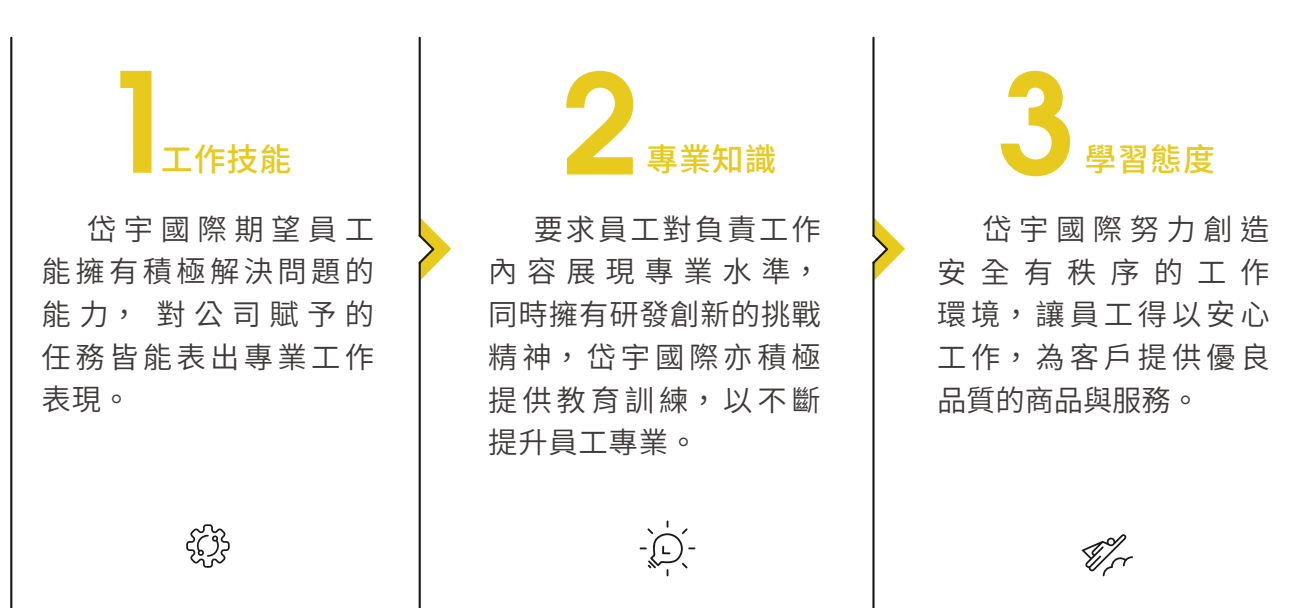 1 工作技能
岱宇國際期望員工
能擁有積極解決問題的
能力，對公司賦予的
任務皆能表出專業工作
表現。
2 專業知識
要求員工對負責工作
內容展現專業水準，
同時擁有研發創新的挑戰
精神，岱宇國際亦積極
提供教育訓練，以不斷
提升員工專業。
3 學習態度
岱宇國際努力創造
安全有秩序的工作
環境，讓員工得以安心
工作，為客戶提供優良
品質的商品與服務。